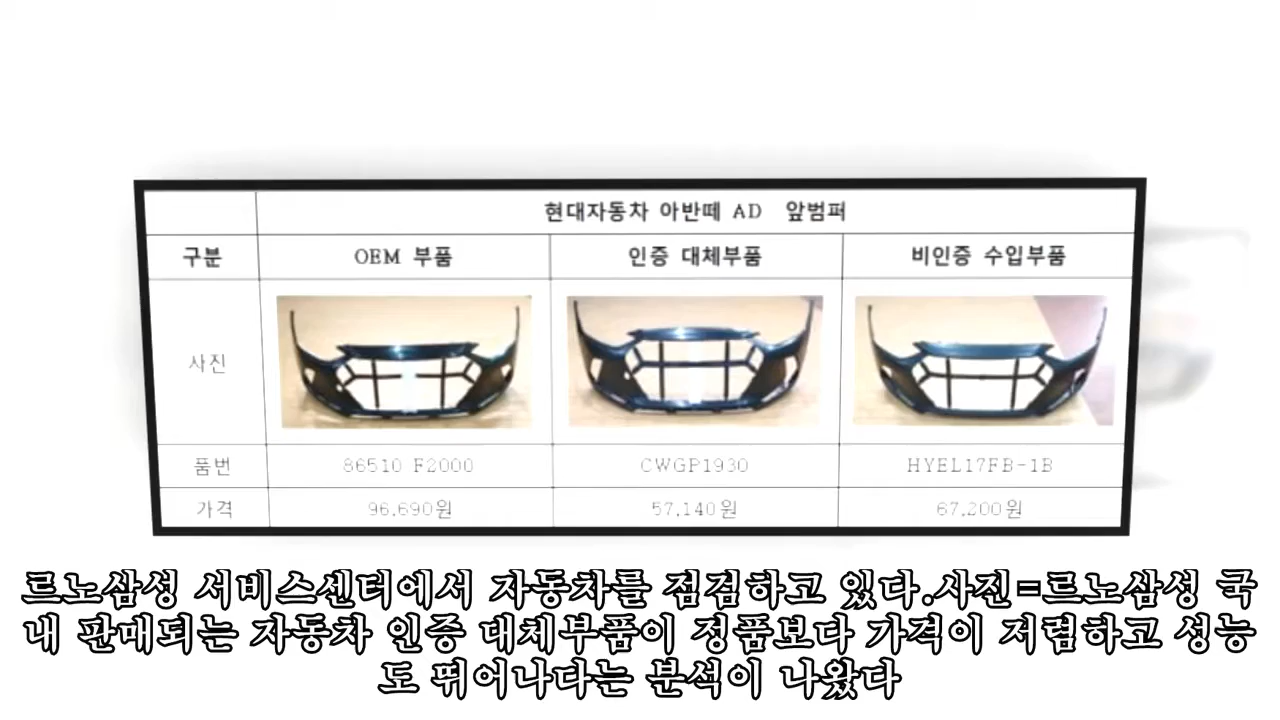 현대자동차 아반떼 AD 앞범퍼
구분 OEM 부품 인증 대체부품 비인증 수입부품
사진
품번 86510 F2000 CWGP1930 HYEL17FB-1B
가격 96,690원 57,140원 67,200원
르노삼성 서비스센터에서 자동차를 점검하고 있다.사진=르노삼성 국
내 판매되는 자동차 인증 대체부품이 정품보다 가격이 저렴하고 성능
도 뛰어나다는 분석이 나왔다